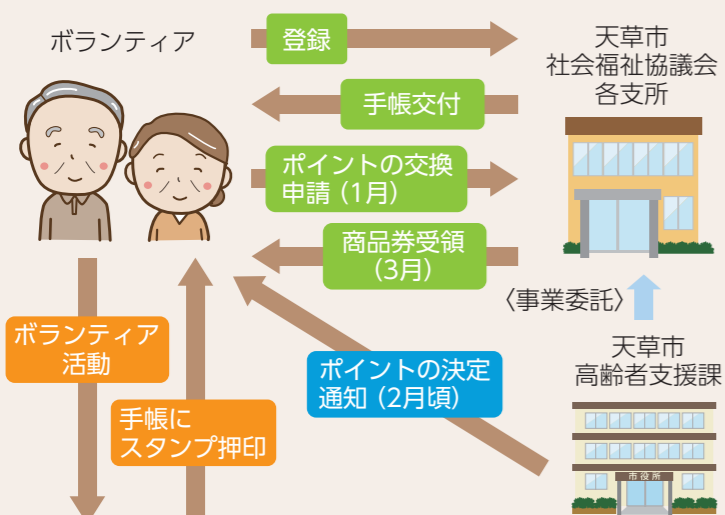 ボランティア
登録
天草市
社会福祉協議会
各支所
手帳交付
ポイントの交換
申請（1月）
商品券受領
（3月）
〈事業委託〉
ボランティア
活動
ポイントの決定
通知（2月頃）
天草市
高齢者支援課
手帳に
スタンプ押印
市役所